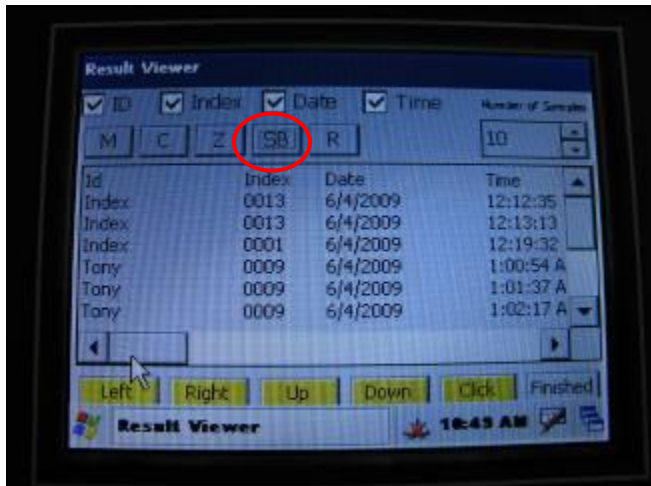 Result Viewer
ID Index Date Time Number of Samples
M C Z SB R 10
Id Index Date Time
Index 0013 6/4/2009 12:12:35
Index 0013 6/4/2009 12:13:13
Index 0001 6/4/2009 12:19:32
Tony 0009 6/4/2009 1:00:54 A
Tony 0009 6/4/2009 1:01:37 A
Tony 0009 6/4/2009 1:02:17 A
Left Right Up Down Click Finished
Result Viewer 10:43 AM